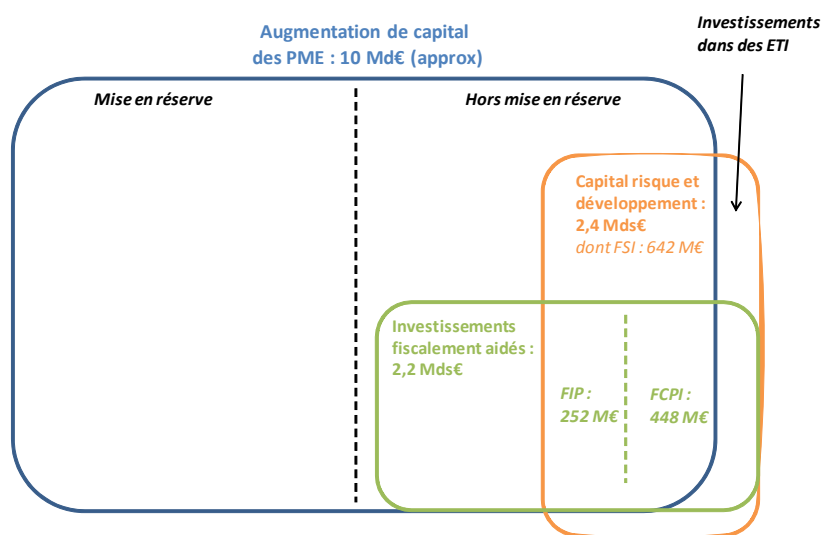 Augmentation de capital
des PME : 10 Md€ (approx)
Investissements
dans des ETI
Mise en réserve
Hors mise en réserve
Capital risque et
développement :
2,4 Mds€
dont FSI : 642 M€
Investissements
fiscalement aidés :
2,2 Mds€
FIP :
252 M€
FCPI :
448 M€